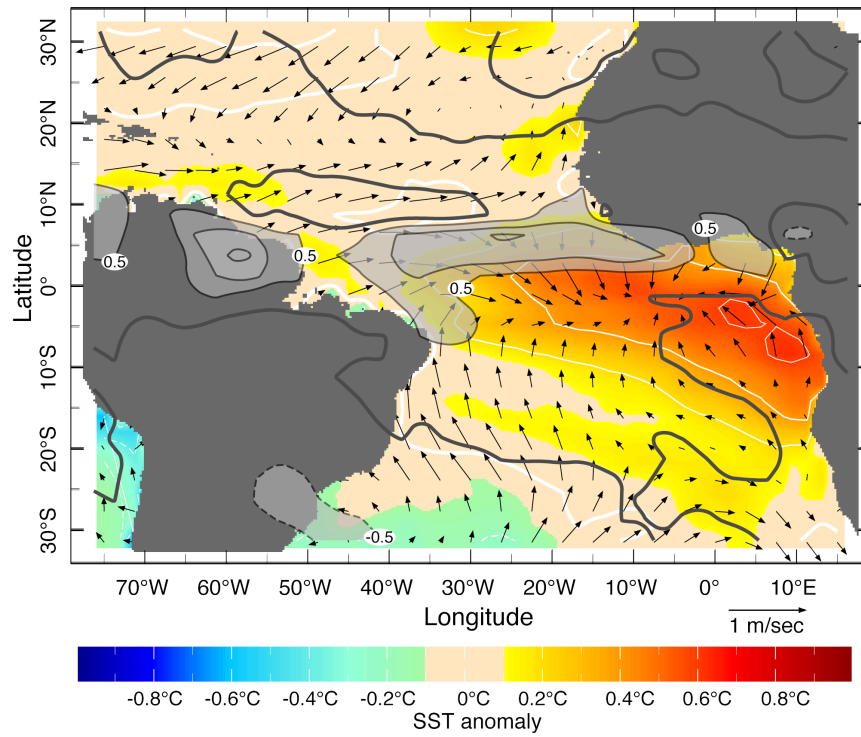 30°N
20°N
10°N
0°
10°S
20°S
30°S
Latitude
0.5
0.5
0.5
0.5
-0.5
70°W
60°W
50°W
40°W
30°W
20°W
10°W
0°
10°E
Longitude
1 m/sec
-0.8°C
-0.6°C
-0.4°C
-0.2°C
0°C
0.2°C
0.4°C
0.6°C
0.8°C
SST anomaly